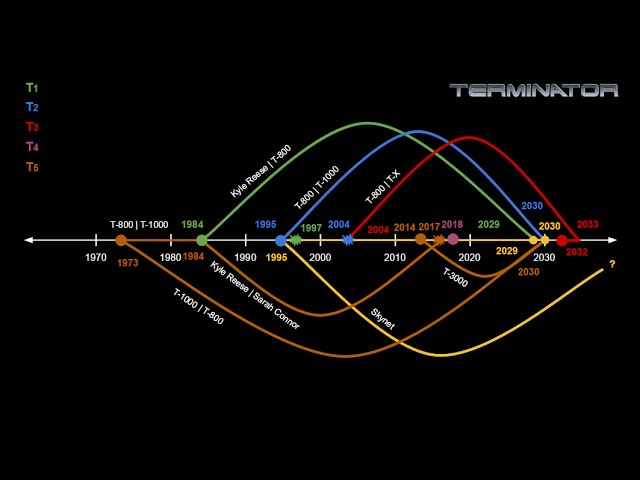 T1
TERMINATOR
T2
T3
T4
T5
Kyle Reese | T-800
T-800 | T-1000
T-800 | T-X
T-800 | T-1000
1984
1995
1997
2004
2004
2014
2017
2018
2029
2030
2030
2033
1970
1973
1980
1984
1990
1995
2000
2010
2020
2029
2030
2030
2032
?
T-1000 | T-800
Kyle Reese | Sarah Connor
Skynet
T-3000